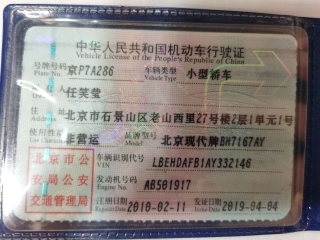 中华人民共和国机动车行驶证
Vehicle License of the People's Republic of China
号牌号码 京P7A286 车辆类型 小型轿车
Plate No. Vehicle Type
所有人 任笑莹
住址 北京市石景山区老山西里27号楼2层1单元1号
使用性质 非营运 品牌型号 北京现代牌BH7167AY
北京市公安局公安交通管理局
车辆识别代号 LBEHDAFB1AY332146
VIN
发动机号码 AB501917
Engine No.
注册日期 2010-02-11 发证日期 2019-04-04
Register Date Issue Date